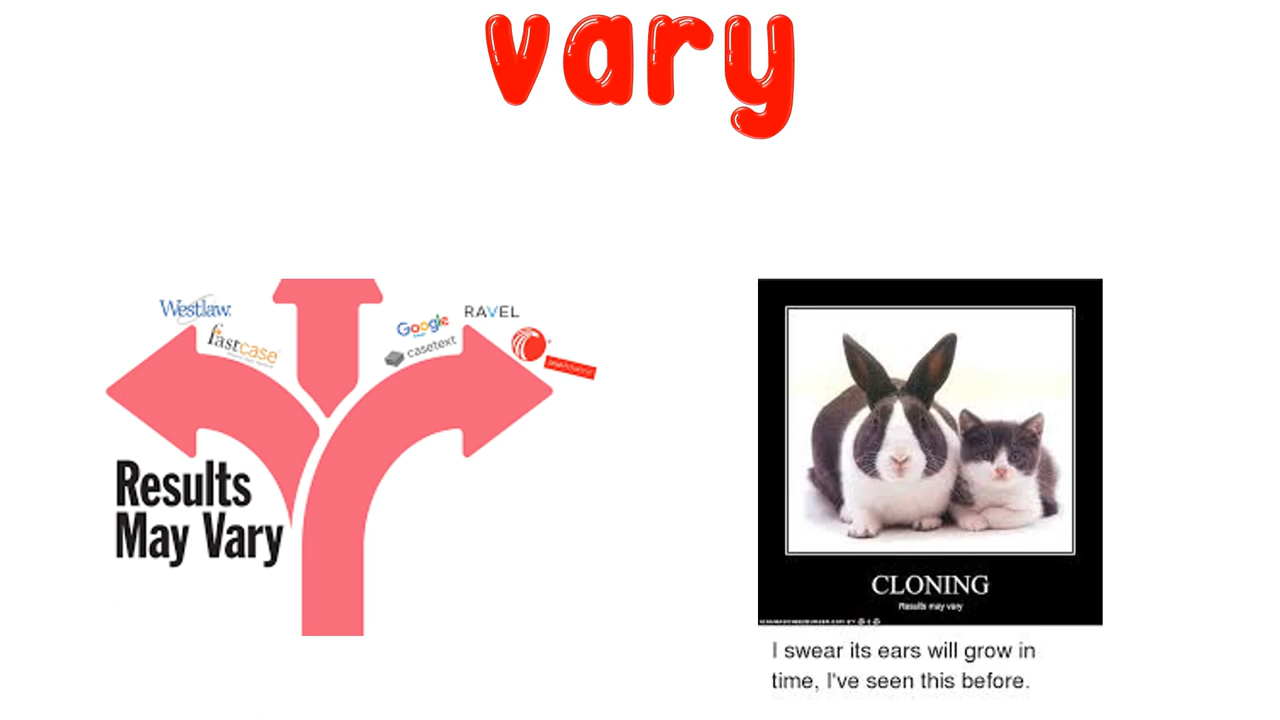 vary
Westlaw
fastcase
Google
casetext
RAVEL
Results
May Vary
CLONING
Results may vary
I swear its ears will grow in
time, I've seen this before.